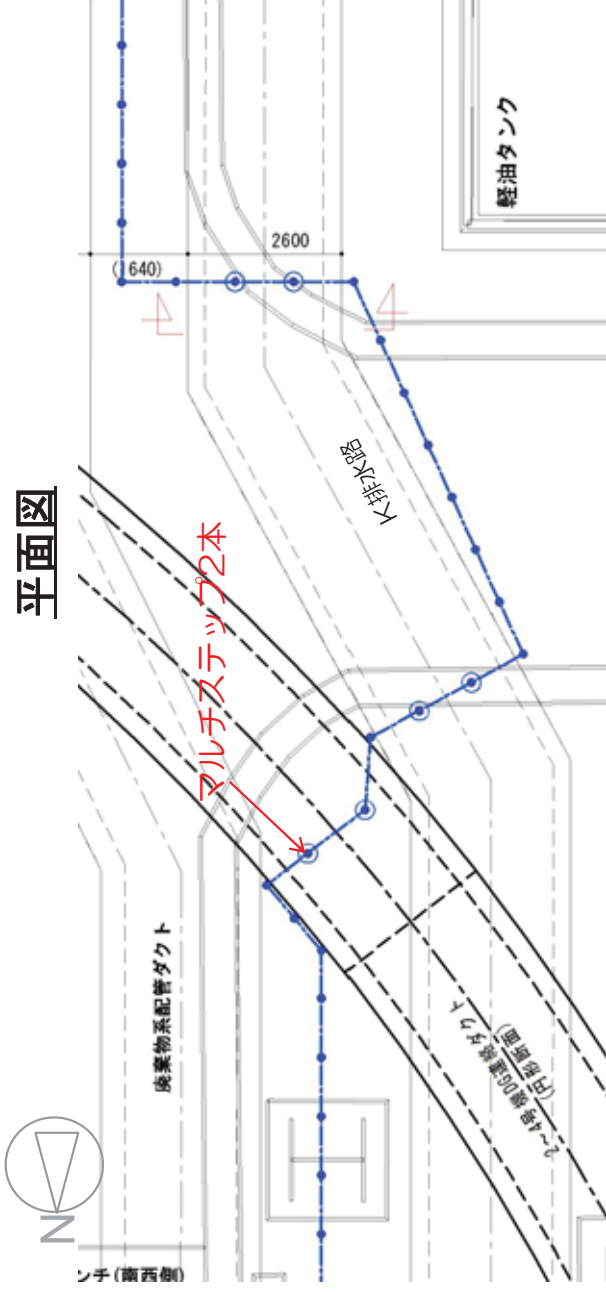 平面図
N
(1640)
2600
軽油タンク
K排水路
マルチステップ2本
廃棄物系配管ダクト
2~4号機DG連絡ダクト
(円形断面)
ンチ(南西側)